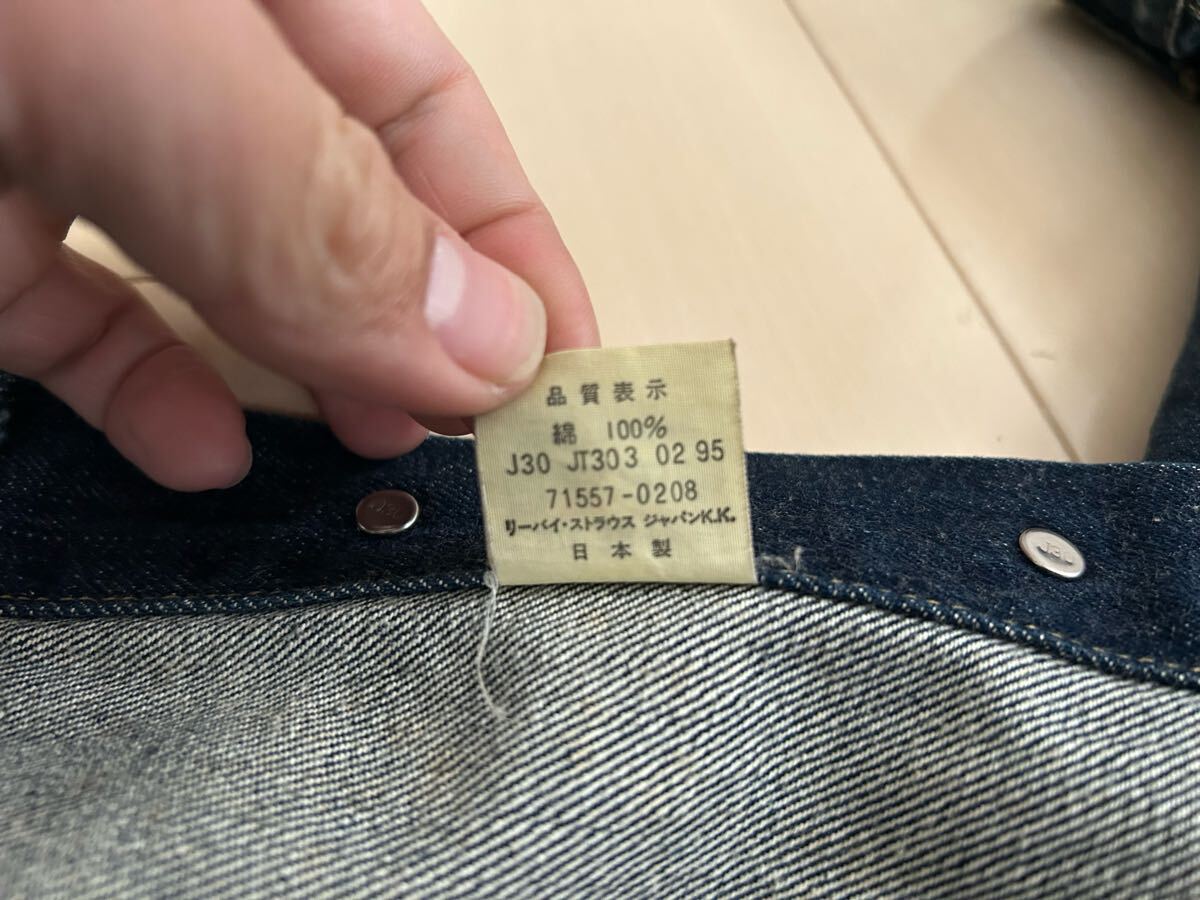 品質表示
綿 100%
J30 JT303 02 95
71557-0208
リーバイ・ストラウス ジャパンK.K.
日本製
J3L